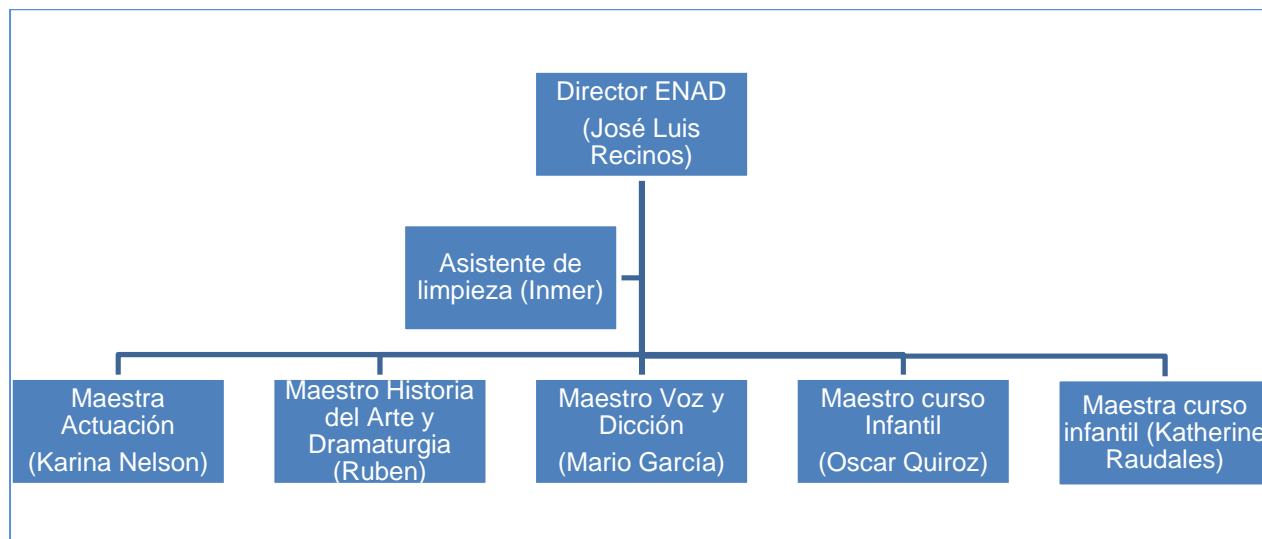 Director ENAD
(José Luis
Recinos)
Asistente de
limpieza (Inmer)
Maestra
Actuación
(Karina Nelson)
Maestro Historia
del Arte y
Dramaturgia
(Ruben)
Maestro Voz y
Dicción
(Mario García)
Maestro curso
Infantil
(Oscar Quiroz)
Maestra curso
infantil (Katherine
Raudales)